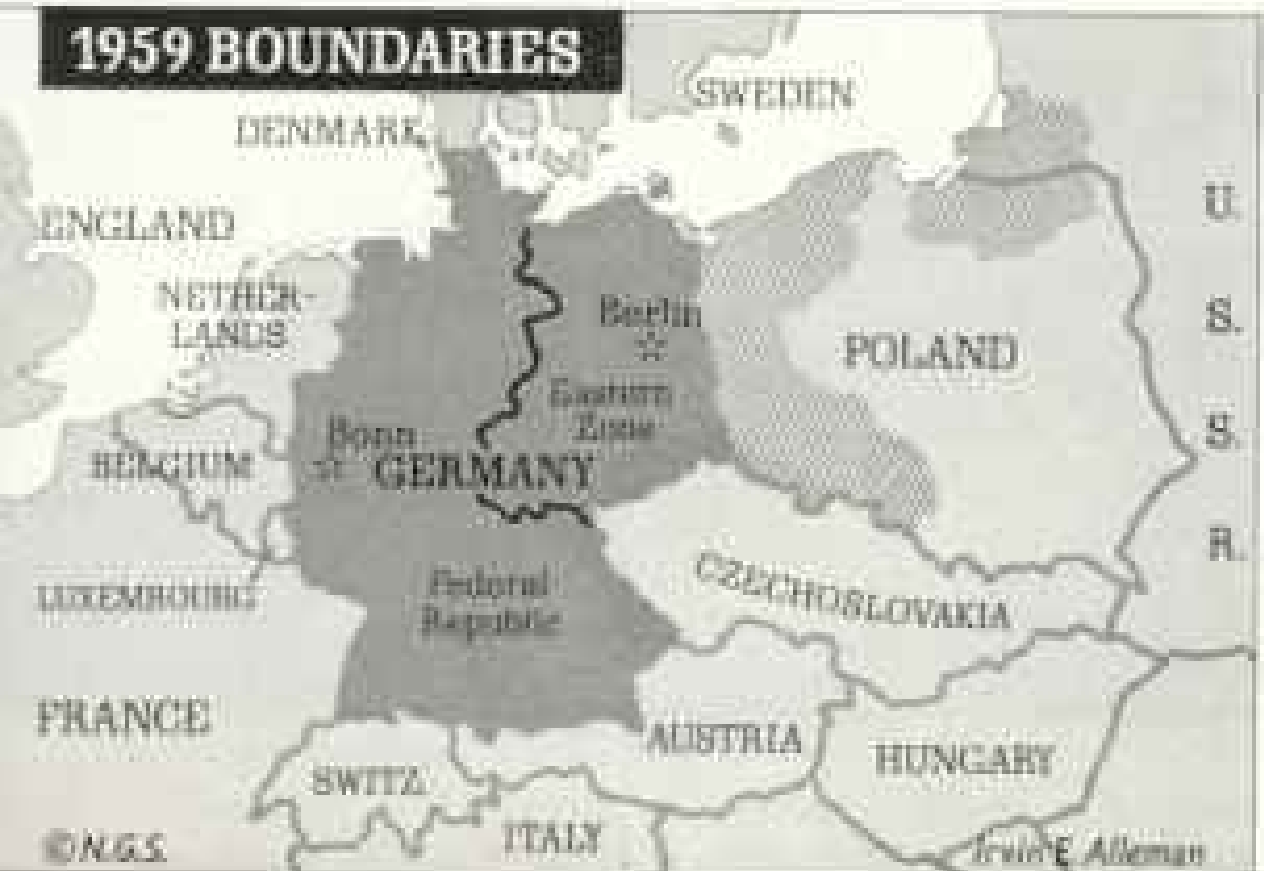 1959 BOUNDARIES
SWEDEN
DENMARK
ENGLAND
U.
NETHER-
LANDS
Berlin
S.
POLAND
Eastern
Zone
Bonn
S.
BELGIUM
GERMANY
R.
LUXEMBOURG
Federal
Republic
CZECHOSLOVAKIA
FRANCE
AUSTRIA
HUNGARY
SWITZ
ITALY
©N.G.S.
Irvin E. Alleman